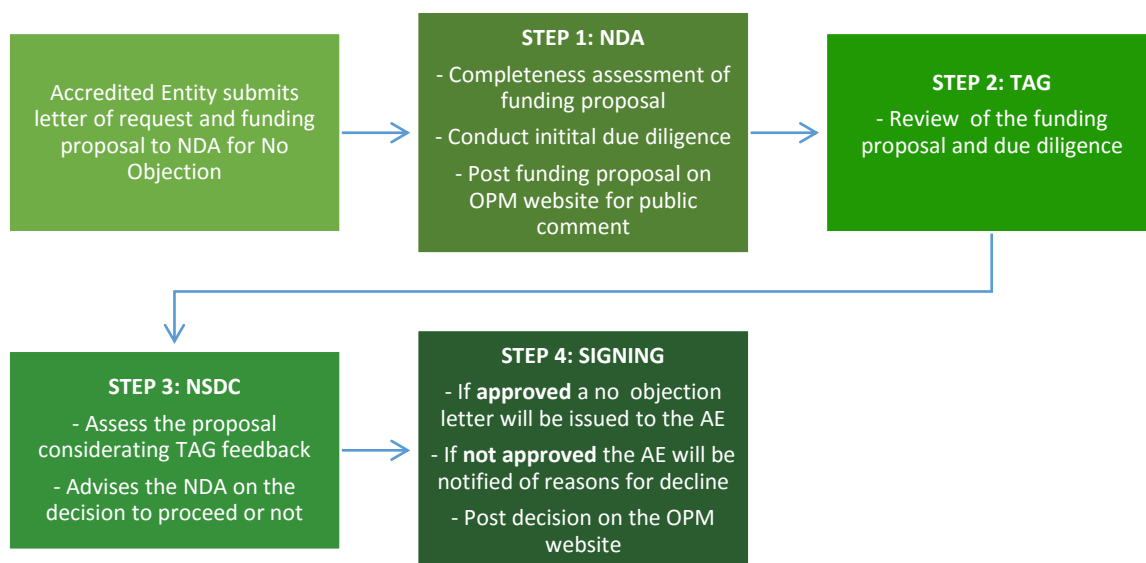 Accredited Entity submits
letter of request and funding
proposal to NDA for No
Objection
STEP 1: NDA
- Completeness assessment of
funding proposal
- Conduct initital due diligence
- Post funding proposal on
OPM website for public
comment
STEP 2: TAG
- Review of the funding
proposal and due diligence
STEP 3: NSDC
- Assess the proposal
considerating TAG feedback
- Advises the NDA on the
decision to proceed or not
STEP 4: SIGNING
- If approved a no objection
letter will be issued to the AE
- If not approved the AE will be
notified of reasons for decline
- Post decision on the OPM
website